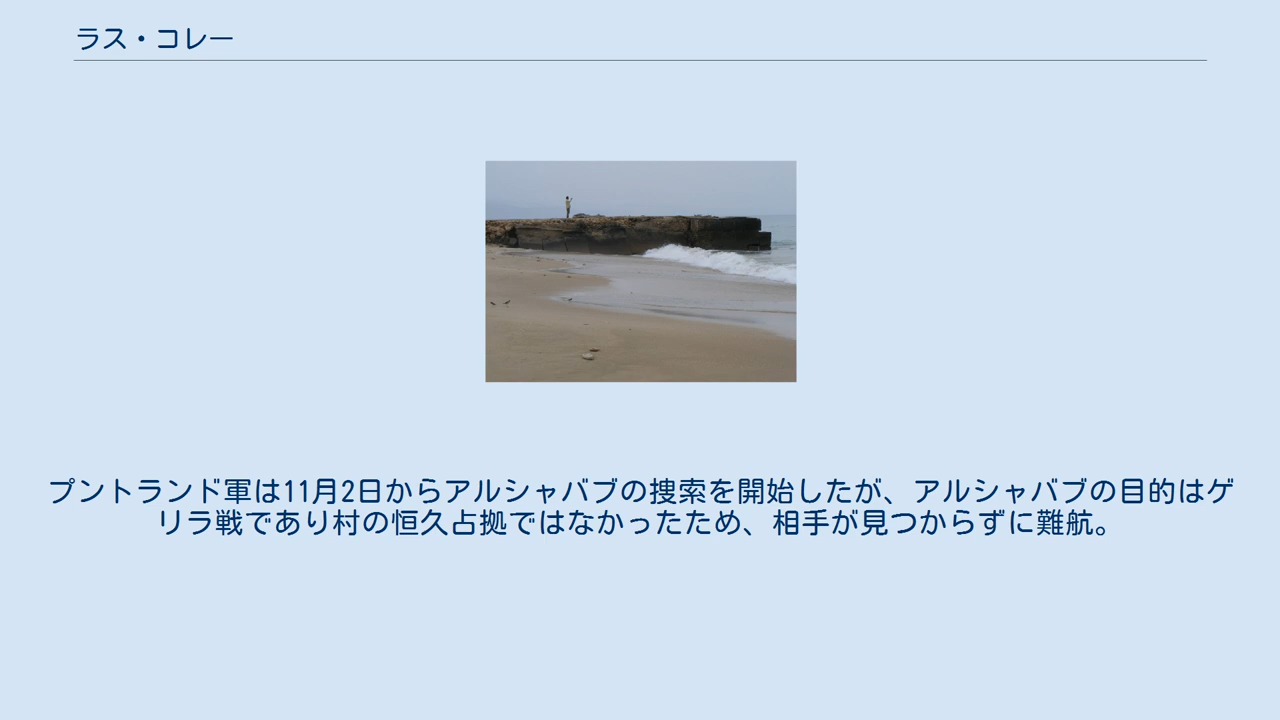 ラス・コレー
プントランド軍は11月2日からアルシャバブの捜索を開始したが、アルシャバブの目的はゲ
リラ戦であり村の恒久占拠ではなかったため、相手が見つからずに難航。